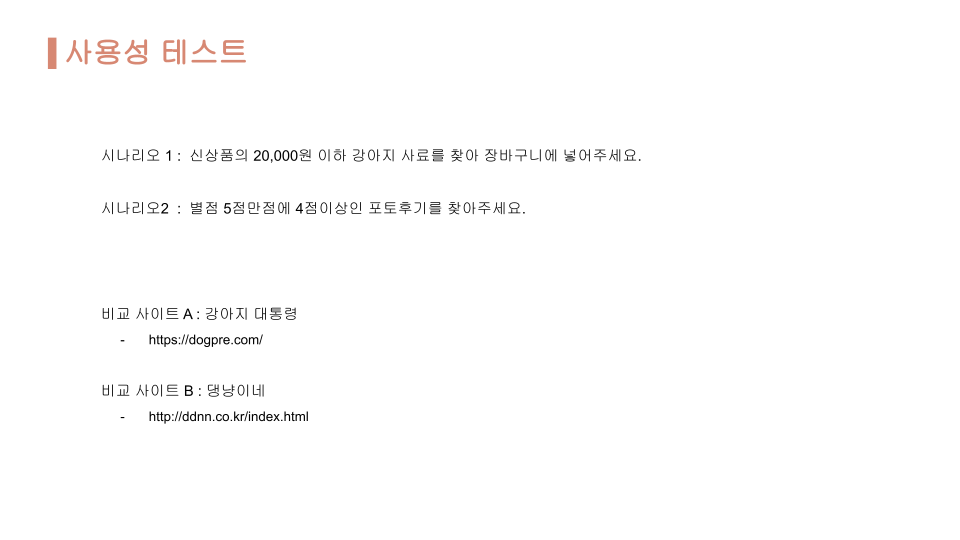 사용성 테스트
시나리오 1 : 신상품의 20,000원 이하 강아지 사료를 찾아 장바구니에 넣어주세요.
시나리오2 : 별점 5점만점에 4점이상인 포토후기를 찾아주세요.
비교 사이트 A : 강아지 대통령
- https://dogpre.com/
비교 사이트 B : 댕냥이네
- http://ddnn.co.kr/index.html